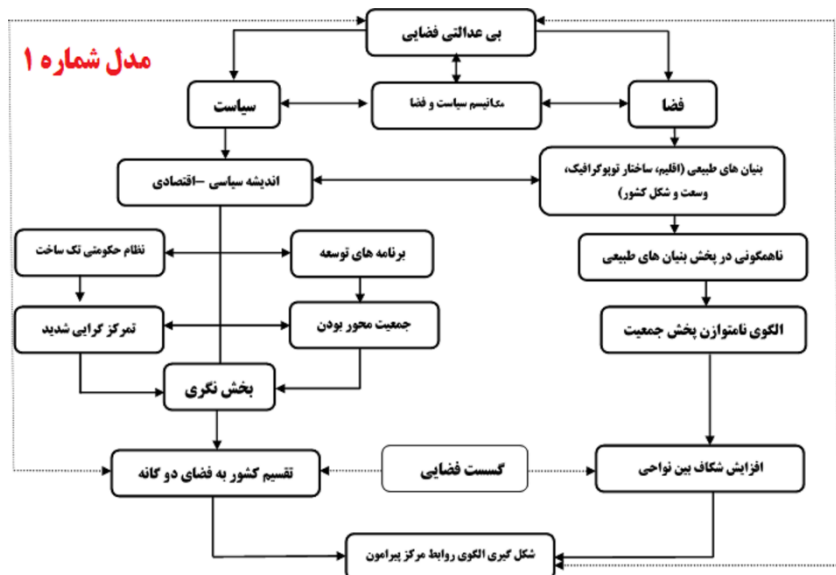 بی عدالتی فضایی
مدل شماره ۱
سیاست
مکانیسم سیاست و فضا
فضا
اندیشه سیاسی –اقتصادی
بنیان های طبیعی (اقلیم، ساختار توپوگرافیک،
وسعت و شکل کشور)
نظام حکومتی تک ساخت
برنامه های توسعه
ناهمگونی در پخش بنیان های طبیعی
تمرکز گرایی شدید
جمعیت محور بودن
الگوی نامتوازن پخش جمعیت
بخش نگری
تقسیم کشور به فضای دو گانه
گسست فضایی
افزایش شکاف بین نواحی
شکل گیری الگوی روابط مرکز پیرامون